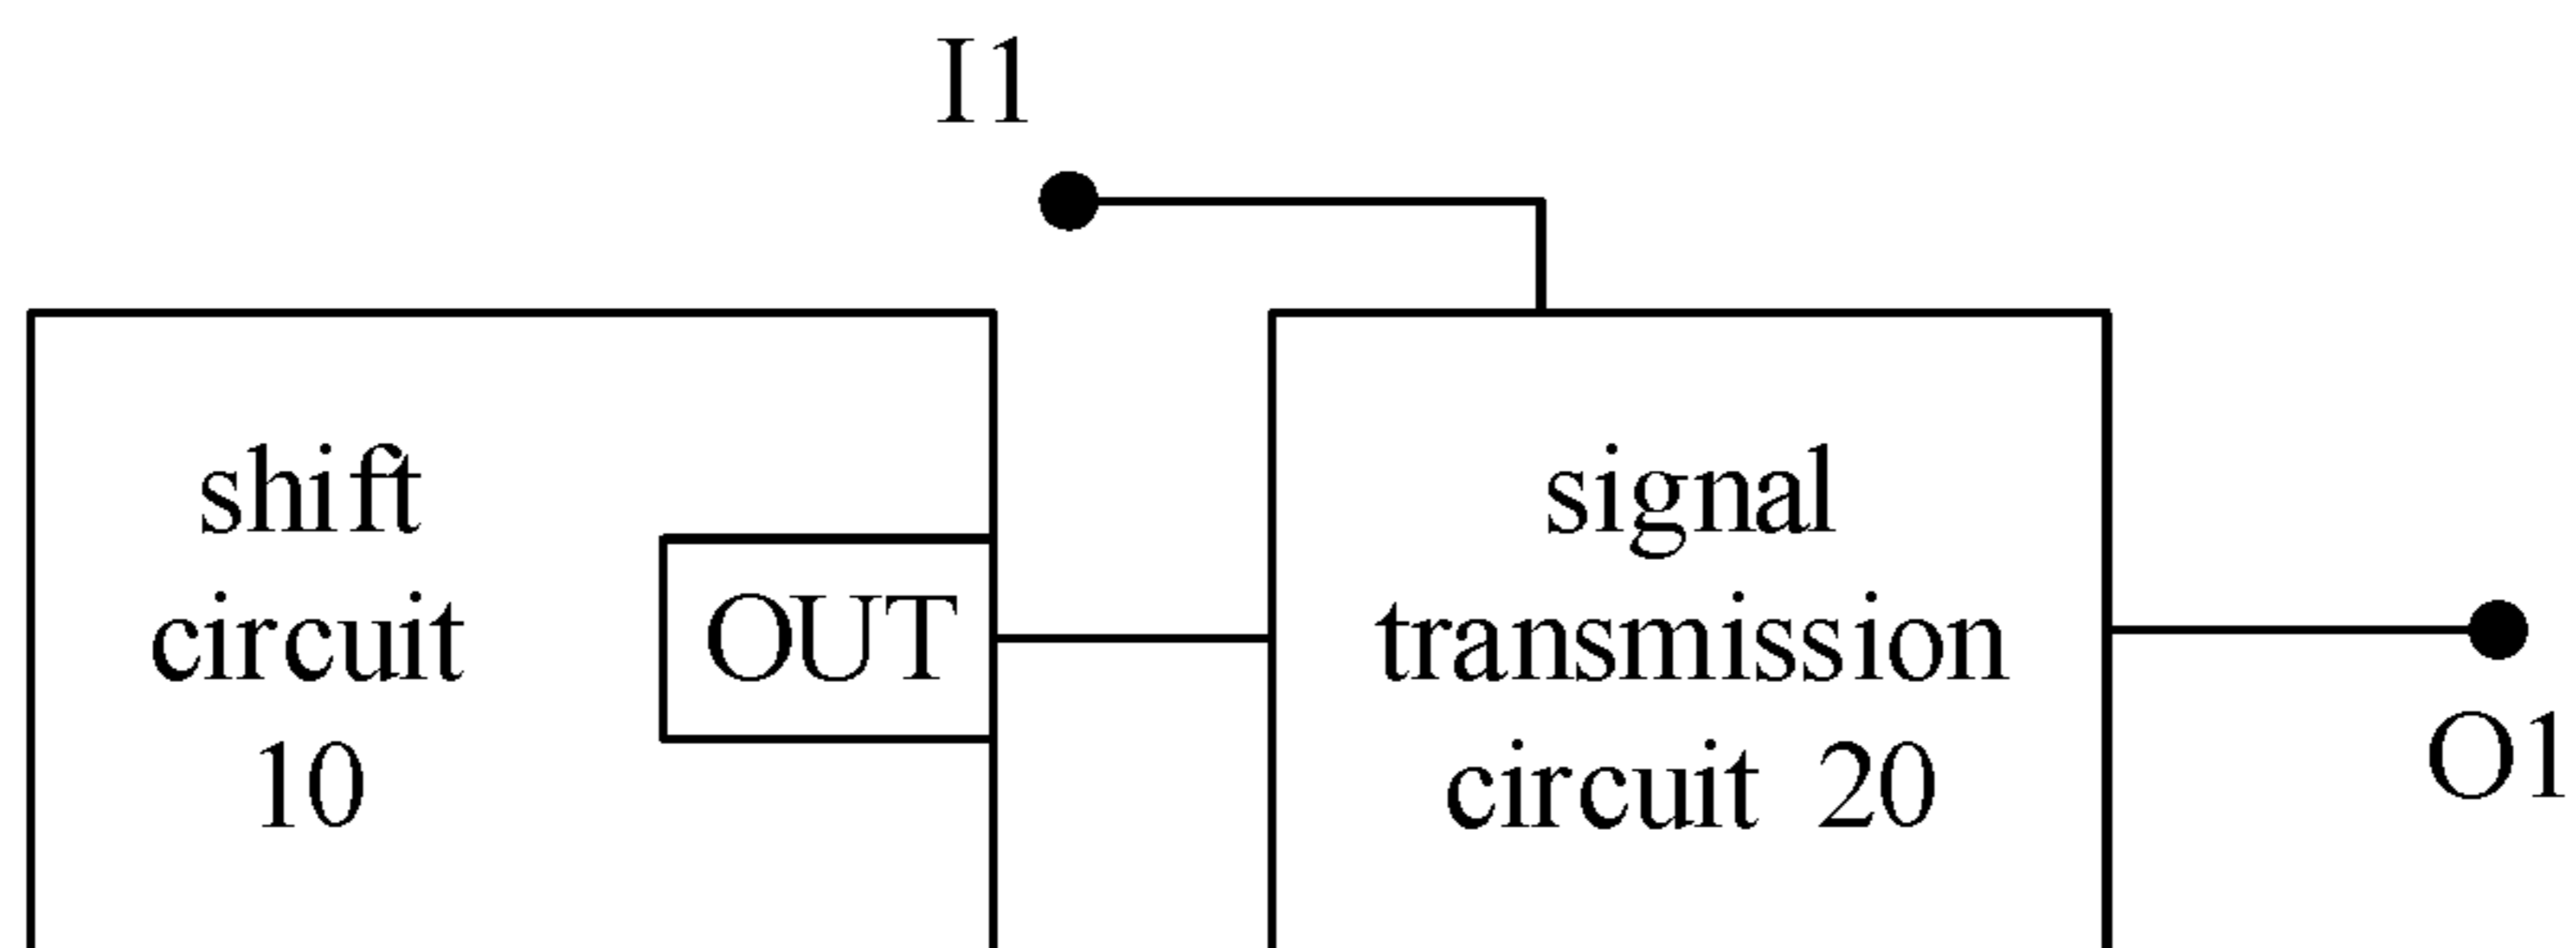 I1
shift
circuit
10
OUT
signal
transmission
circuit 20
O1